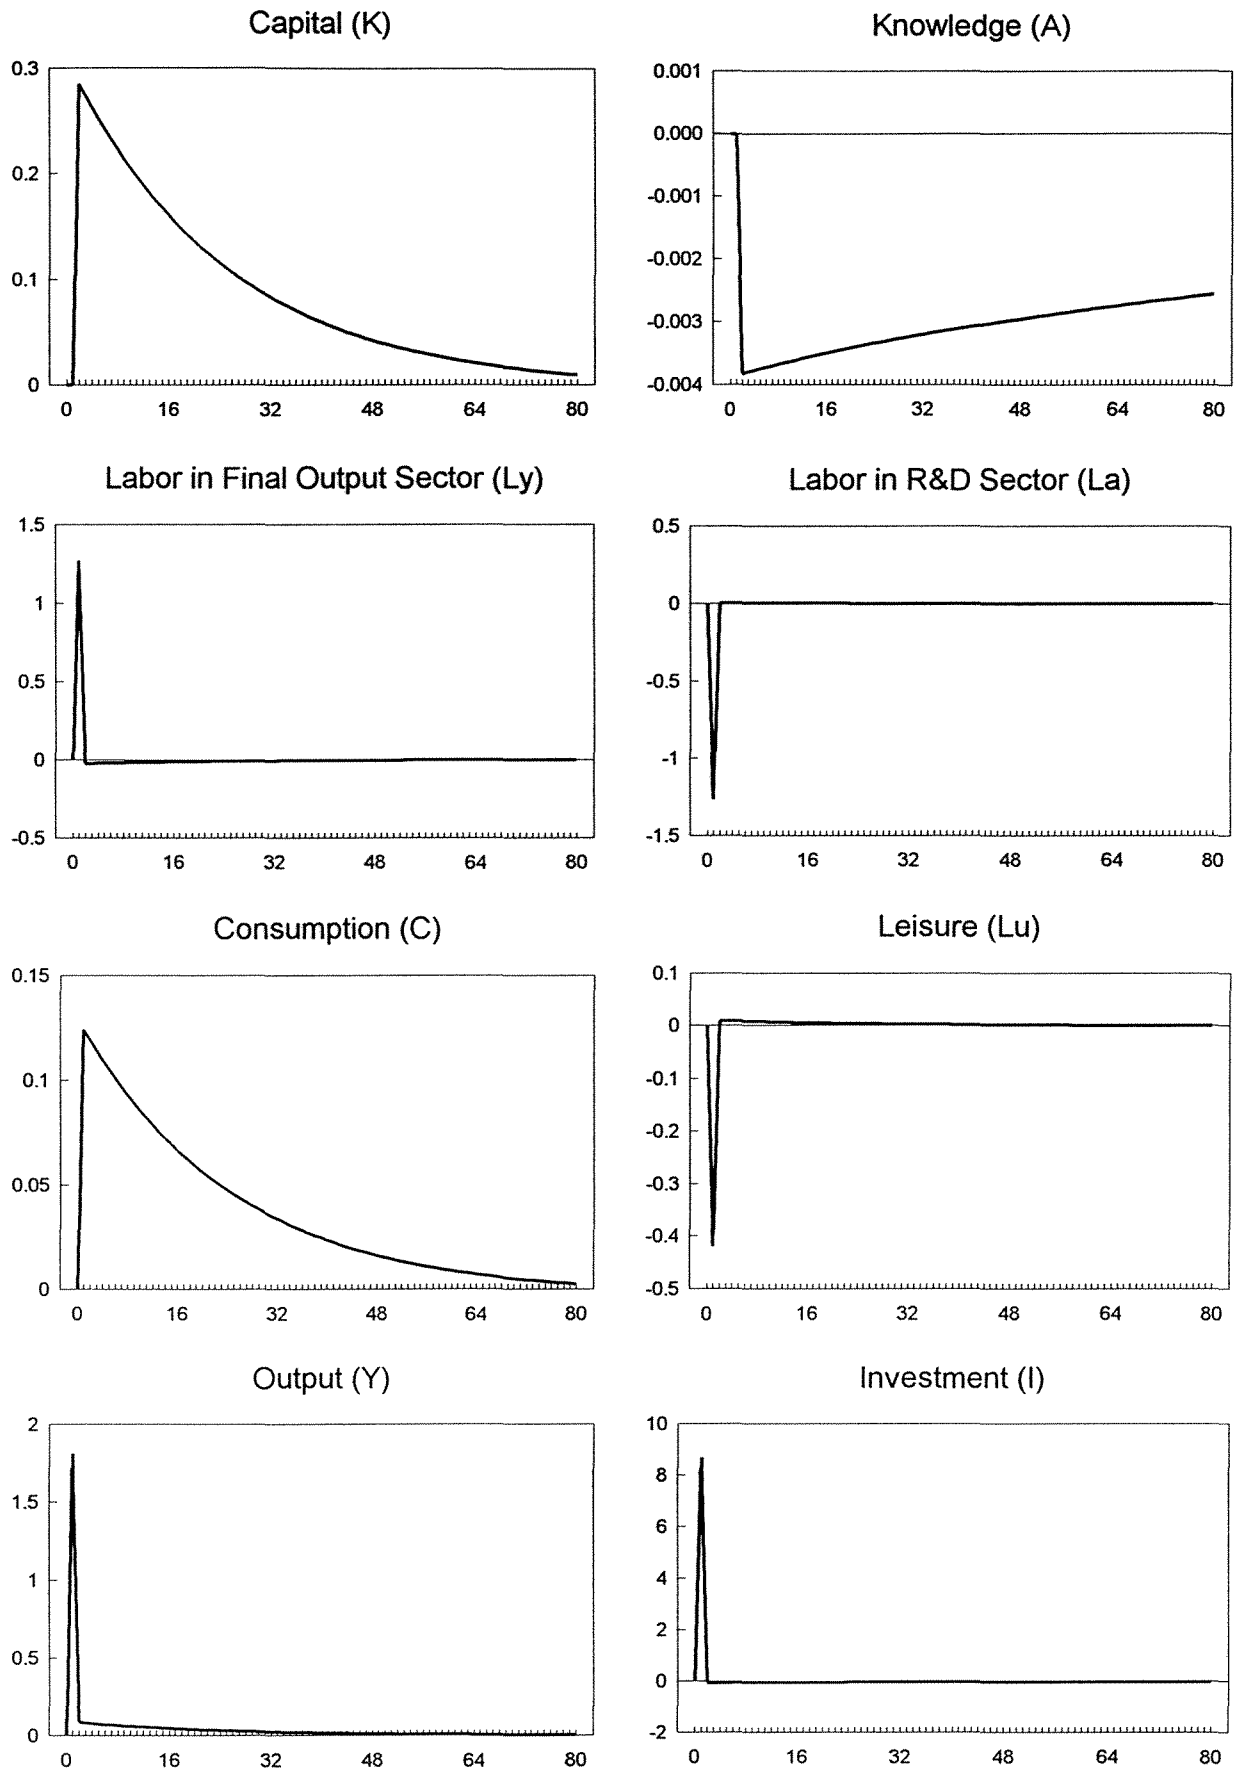 Capital (K)
0.3
0.2
0.1
0
0 16 32 48 64 80
Knowledge (A)
0.001
0.000
-0.001
-0.002
-0.003
-0.004
0 16 32 48 64 80
Labor in Final Output Sector (Ly)
1.5
1
0.5
0
-0.5
0 16 32 48 64 80
Labor in R&D Sector (La)
0.5
0
-0.5
-1
-1.5
0 16 32 48 64 80
Consumption (C)
0.15
0.1
0.05
0
0 16 32 48 64 80
Leisure (Lu)
0.1
0
-0.1
-0.2
-0.3
-0.4
-0.5
0 16 32 48 64 80
Output (Y)
2
1.5
1
0.5
0
0 16 32 48 64 80
Investment (I)
10
8
6
4
2
0
-2
0 16 32 48 64 80